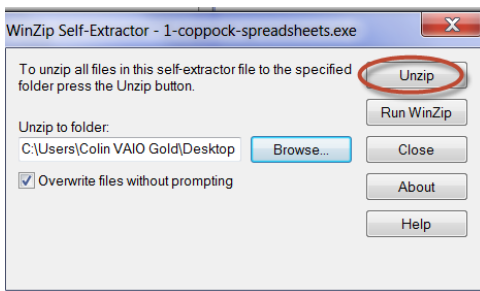 WinZip Self-Extractor - 1-coppock-spreadsheets.exe
X
To unzip all files in this self-extractor file to the specified
folder press the Unzip button.
Unzip
Run WinZip
Unzip to folder:
C:\Users\Colin VAIO Gold\Desktop
Browse...
Close
Overwrite files without prompting
About
Help